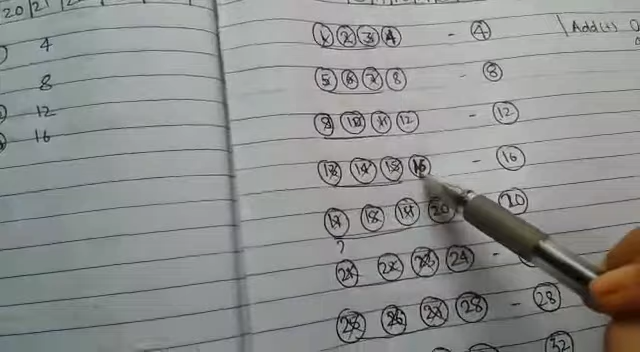 20 21
4
8
12
16
1 2 3 4 - 4
5 6 7 8 - 8
9 10 11 12 - 12
13 14 15 16 - 16
17 18 19 20 20
?
21 22 23 24 -
25 26 27 28 - 28
32
Add(s)